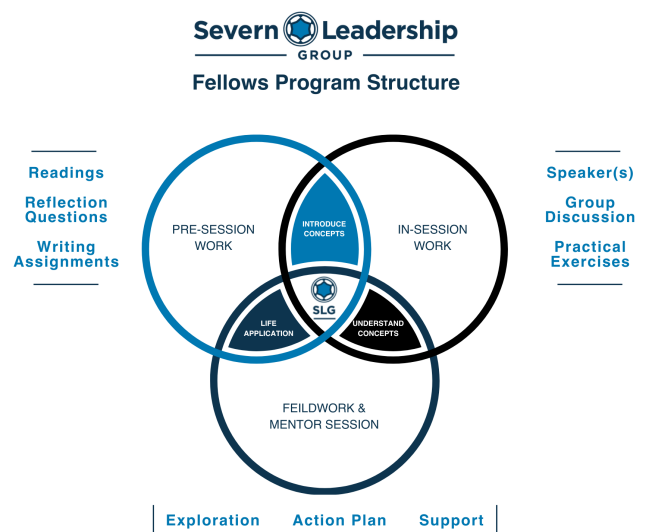 Severn Leadership
GROUP
Fellows Program Structure
Readings
Reflection
Questions
Writing
Assignments
PRE-SESSION
WORK
INTRODUCE
CONCEPTS
IN-SESSION
WORK
Speaker(s)
Group
Discussion
Practical
Exercises
SLG
LIFE
APPLICATION
UNDERSTAND
CONCEPTS
FEILDWORK &
MENTOR SESSION
Exploration Action Plan Support